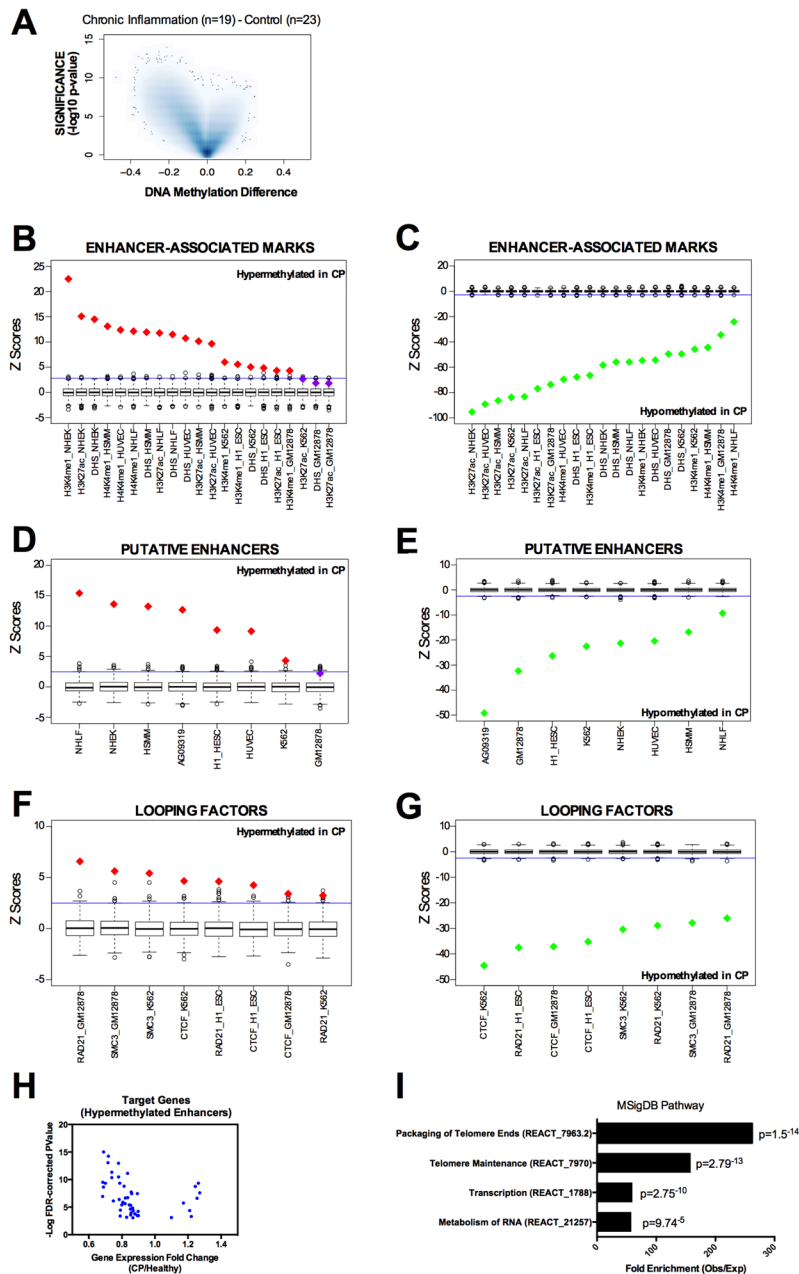 A
Chronic Inflammation (n=19) - Control (n=23)
SIGNIFICANCE
(-log10 p-value)
15
10
5
0
−0.4
−0.2
0.0
0.2
0.4
DNA Methylation Difference
B
ENHANCER-ASSOCIATED MARKS
Hypermethylated in CP
Z Scores
25
20
15
10
5
0
-5
H3K4me1_NHEK
H3K27ac_NHEK
DHS_NHEK
H4K4me1_HSMM
H4K4me1_HUVEC
H4K4me1_NHLF
DHS_HSMM
H3K27ac_NHLF
DHS_NHLF
DHS_HUVEC
H3K27ac_HSMM
H3K27ac_HUVEC
H3K4me1_K562
H3K4me1_H1_ESC
DHS_K562
DHS_H1_ESC
H3K27ac_H1_ESC
H3K4me1_GM12878
H3K27ac_K562
DHS_GM12878
H3K27ac_GM12878
C
ENHANCER-ASSOCIATED MARKS
Z Scores
20
0
-20
-40
-60
-80
-100
Hypomethylated in CP
H3K27ac_NHEK
H3K27ac_HUVEC
H3K27ac_HSMM
H3K27ac_K562
H3K27ac_NHLF
H3K27ac_H1_ESC
H3K27ac_GM12878
H4K4me1_HUVEC
DHS_H1_ESC
H3K4me1_H1_ESC
DHS_NHEK
DHS_HSMM
DHS_NHLF
H3K4me1_NHEK
DHS_HUVEC
DHS_GM12878
DHS_K562
H3K4me1_K562
H4K4me1_HSMM
H3K4me1_GM12878
H4K4me1_NHLF
D
PUTATIVE ENHANCERS
Hypermethylated in CP
Z Scores
20
15
10
5
0
-5
NHLF
NHEK
HSMM
AG09319
H1_HESC
HUVEC
K562
GM12878
E
PUTATIVE ENHANCERS
Z Scores
10
0
-10
-20
-30
-40
-50
Hypomethylated in CP
AG09319
GM12878
H1_HESC
K562
NHEK
HUVEC
HSMM
NHLF
F
LOOPING FACTORS
Hypermethylated in CP
Z Scores
10
5
0
-5
RAD21_GM12878
SMC3_GM12878
SMC3_K562
CTCF_K562
RAD21_H1_ESC
CTCF_H1_ESC
CTCF_GM12878
RAD21_K562
G
LOOPING FACTORS
Z Scores
10
0
-10
-20
-30
-40
-50
Hypomethylated in CP
CTCF_K562
RAD21_H1_ESC
CTCF_GM12878
CTCF_H1_ESC
SMC3_K562
RAD21_K562
SMC3_GM12878
RAD21_GM12878
H
Target Genes
(Hypermethylated Enhancers)
-Log FDR-corrected PValue
20
15
10
5
0
0.6
0.8
1.0
1.2
1.4
Gene Expression Fold Change
(CP/Healthy)
I
MSigDB Pathway
Packaging of Telomere Ends (REACT_7963.2)
p=1.5⁻¹⁴
Telomere Maintenance (REACT_7970)
p=2.79⁻¹³
Transcription (REACT_1788)
p=2.75⁻¹⁰
Metabolism of RNA (REACT_21257)
p=9.74⁻⁵
0
100
200
300
Fold Enrichment (Obs/Exp)